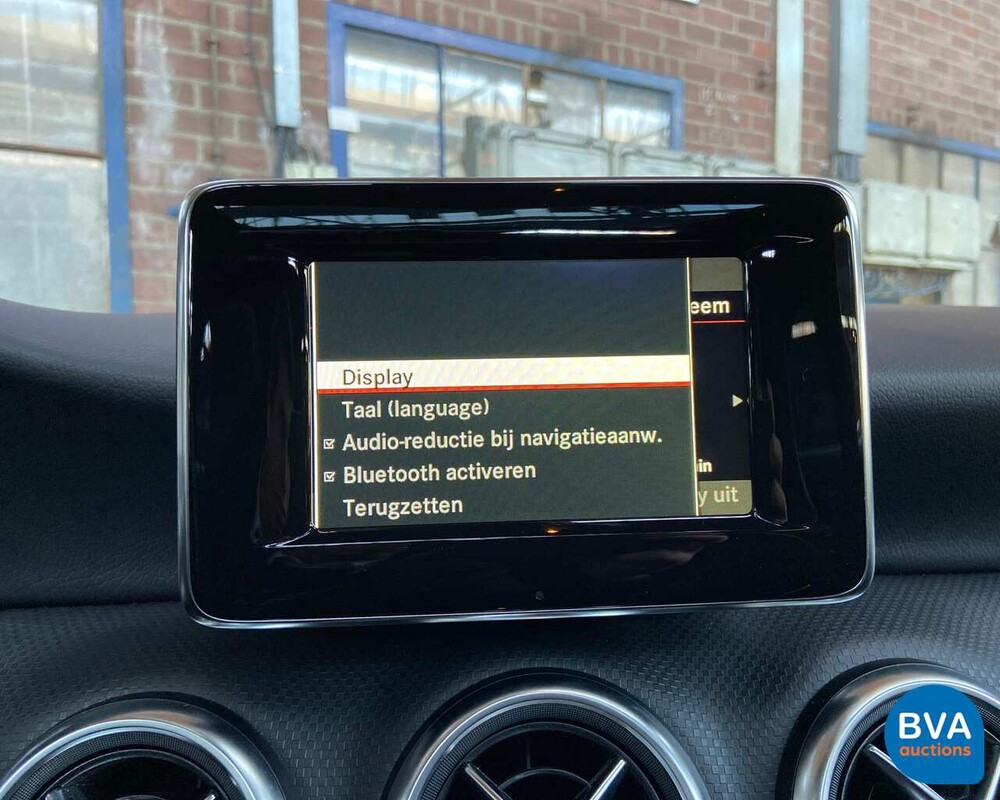 eem
Display
Taal (language)
Audio-reductie bij navigatieaanw.
Bluetooth activeren
in
y uit
Terugzetten
BVA
auctions